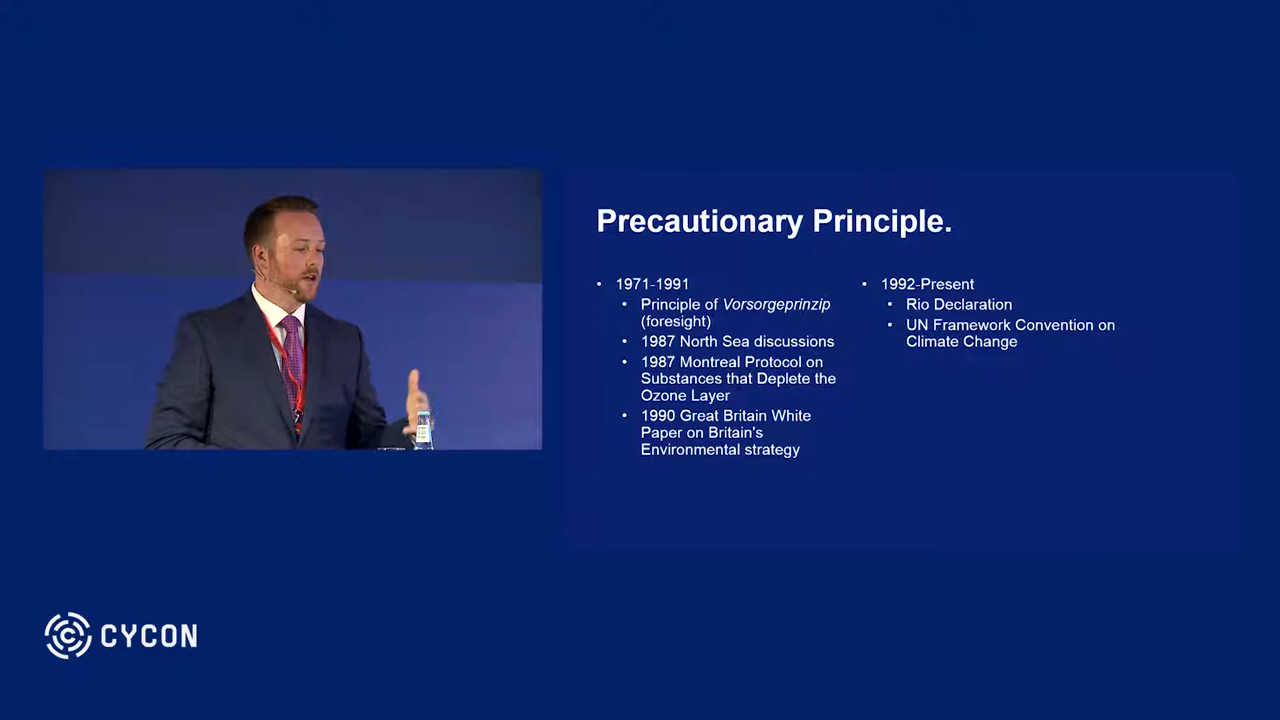 Precautionary Principle.
• 1971-1991
• Principle of Vorsorgeprinzip
(foresight)
• 1987 North Sea discussions
• 1987 Montreal Protocol on
Substances that Deplete the
Ozone Layer
• 1990 Great Britain White
Paper on Britain's
Environmental strategy
• 1992-Present
• Rio Declaration
• UN Framework Convention on
Climate Change
CYCON